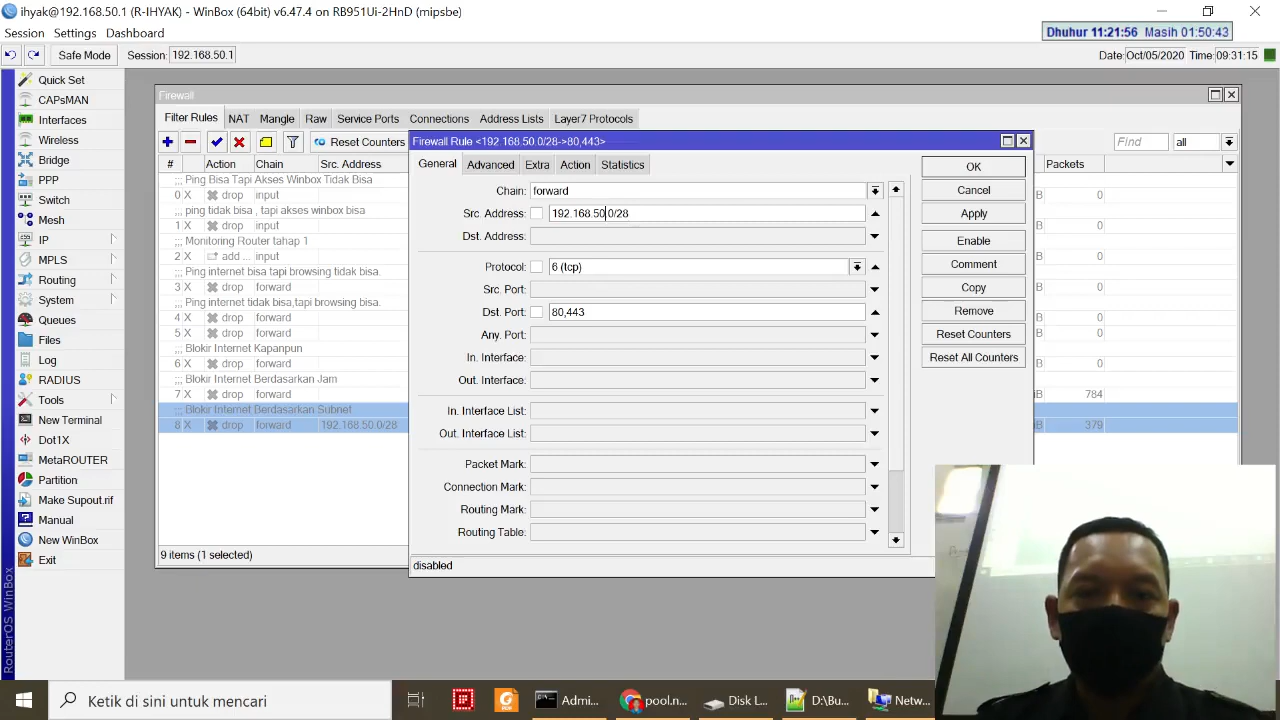 ihyak@192.168.50.1 (R-IHYAK) - WinBox (64bit) v6.47.4 on RB951Ui-2HnD (mipsbe)
Session Settings Dashboard
Dhuhur 11:21:56 Masih 01:50:43
Safe Mode Session: 192.168.50.1
Date: Oct/05/2020 Time: 09:31:15
Quick Set
CAPsMAN
Interfaces
Wireless
Bridge
PPP
Switch
Mesh
IP
MPLS
Routing
System
Queues
Files
Log
RADIUS
Tools
New Terminal
Dot1X
MetaROUTER
Partition
Make Supout.rif
Manual
New WinBox
Exit
RouterOS WinBox
Firewall
Filter Rules NAT Mangle Raw Service Ports Connections Address Lists Layer7 Protocols
Reset Counters
Find all
# Action Chain Src. Address Packets
;;; Ping Bisa Tapi Akses Winbox Tidak Bisa
0 X drop input 0
;;; ping tidak bisa , tapi akses winbox bisa
1 X drop input 0
;;; Monitoring Router tahap 1
2 X add ... input 0
;;; Ping internet bisa tapi browsing tidak bisa.
3 X drop forward 0
;;; Ping internet tidak bisa,tapi browsing bisa.
4 X drop forward 0
5 X drop forward 0
;;; Blokir Internet Kapanpun
6 X drop forward 0
;;; Blokir Internet Berdasarkan Jam
7 X drop forward 784
;;; Blokir Internet Berdasarkan Subnet
8 X drop forward 192.168.50.0/28 379
9 items (1 selected)
Firewall Rule <192.168.50.0/28->80,443>
General Advanced Extra Action Statistics
Chain: forward
Src. Address: 192.168.50.0/28
Dst. Address:
Protocol: 6 (tcp)
Src. Port:
Dst. Port: 80,443
Any. Port:
In. Interface:
Out. Interface:
In. Interface List:
Out. Interface List:
Packet Mark:
Connection Mark:
Routing Mark:
Routing Table:
disabled
OK
Cancel
Apply
Enable
Comment
Copy
Remove
Reset Counters
Reset All Counters
Ketik di sini untuk mencari
Admi... pool.n... Disk L... D:\Bu... Netw...